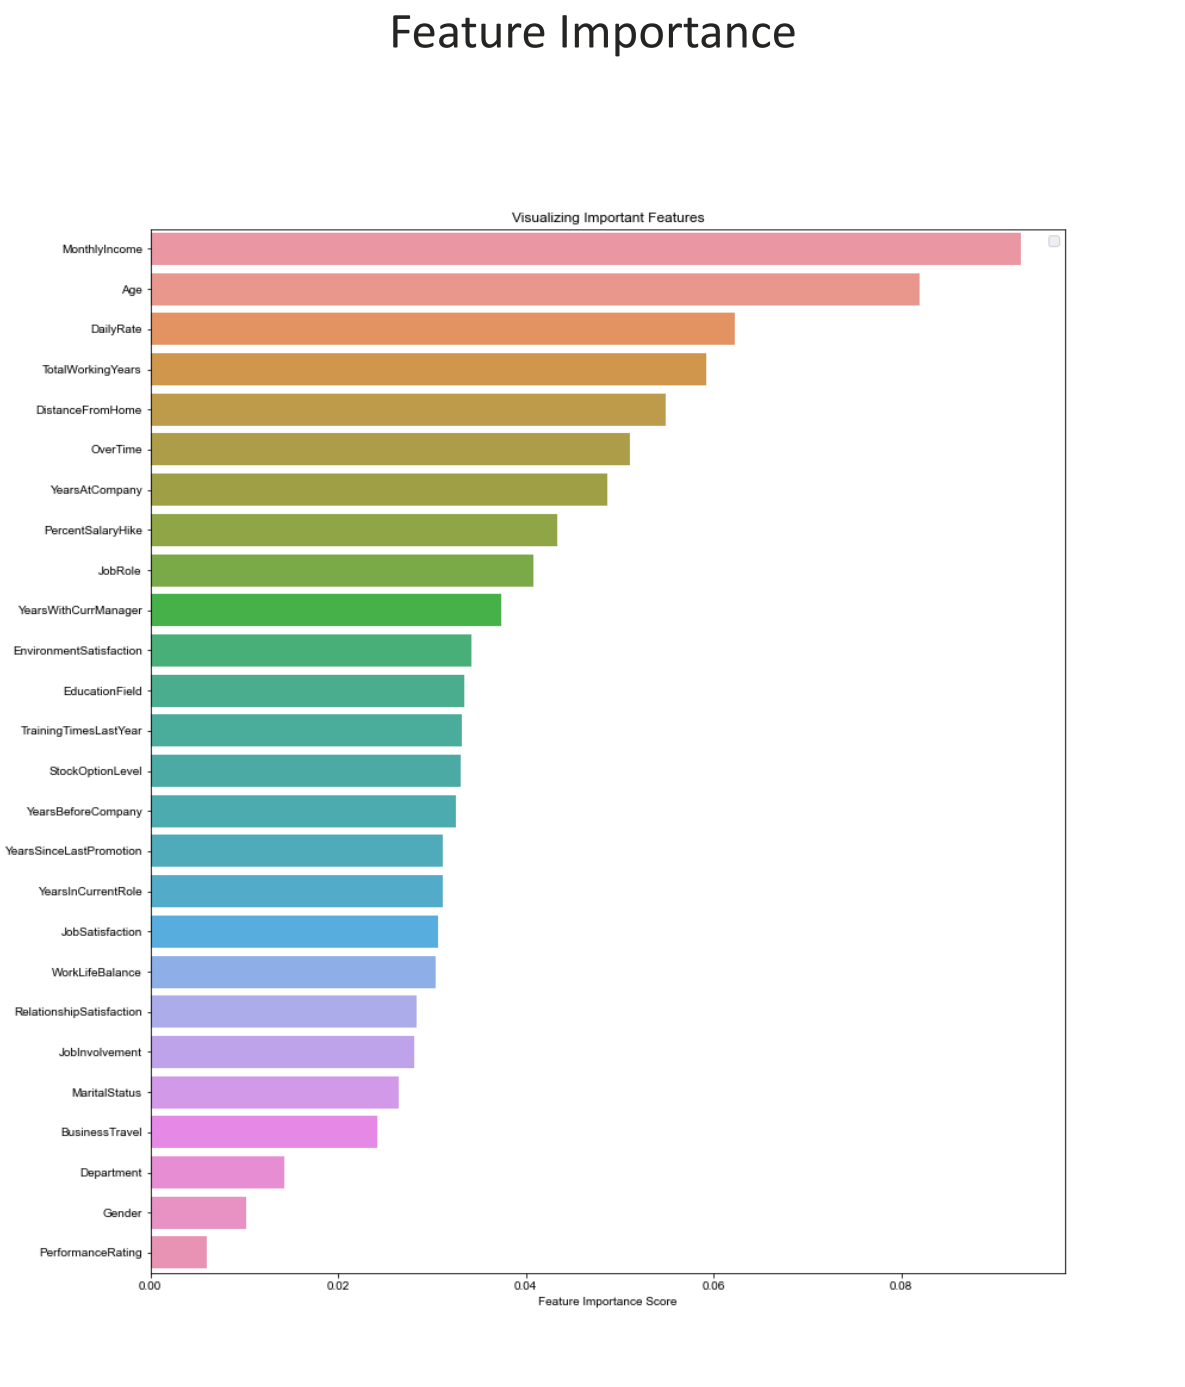 Feature Importance
Visualizing Important Features
MonthlyIncome
Age
DailyRate
TotalWorkingYears
DistanceFromHome
OverTime
YearsAtCompany
PercentSalaryHike
JobRole
YearsWithCurrManager
EnvironmentSatisfaction
EducationField
TrainingTimesLastYear
StockOptionLevel
YearsBeforeCompany
YearsSinceLastPromotion
YearsInCurrentRole
JobSatisfaction
WorkLifeBalance
RelationshipSatisfaction
JobInvolvement
MaritalStatus
BusinessTravel
Department
Gender
PerformanceRating
0.00 0.02 0.04 0.06 0.08
Feature Importance Score